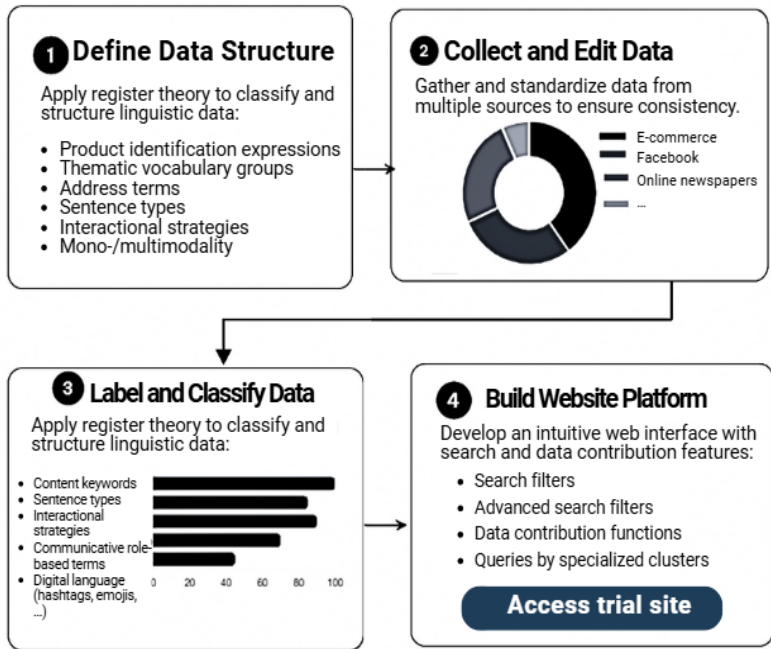 1 Define Data Structure
Apply register theory to classify and
structure linguistic data:
• Product identification expressions
• Thematic vocabulary groups
• Address terms
• Sentence types
• Interactional strategies
• Mono-/multimodality
2 Collect and Edit Data
Gather and standardize data from
multiple sources to ensure consistency.
E-commerce
Facebook
Online newspapers
...
3 Label and Classify Data
Apply register theory to classify and
structure linguistic data:
• Content keywords
• Sentence types
• Interactional
strategies
• Communicative role-
based terms
• Digital language
(hashtags, emojis,
...)
0 20 40 60 80 100
4 Build Website Platform
Develop an intuitive web interface with
search and data contribution features:
• Search filters
• Advanced search filters
• Data contribution functions
• Queries by specialized clusters
Access trial site